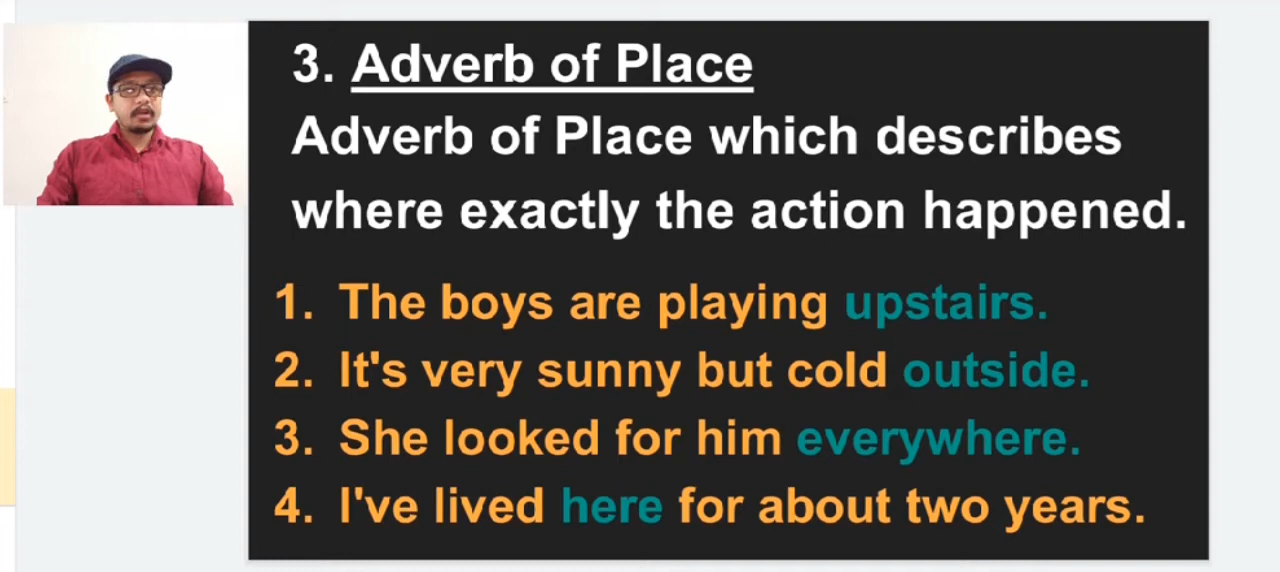 3. Adverb of Place
Adverb of Place which describes
where exactly the action happened.
1. The boys are playing upstairs.
2. It's very sunny but cold outside.
3. She looked for him everywhere.
4. I've lived here for about two years.